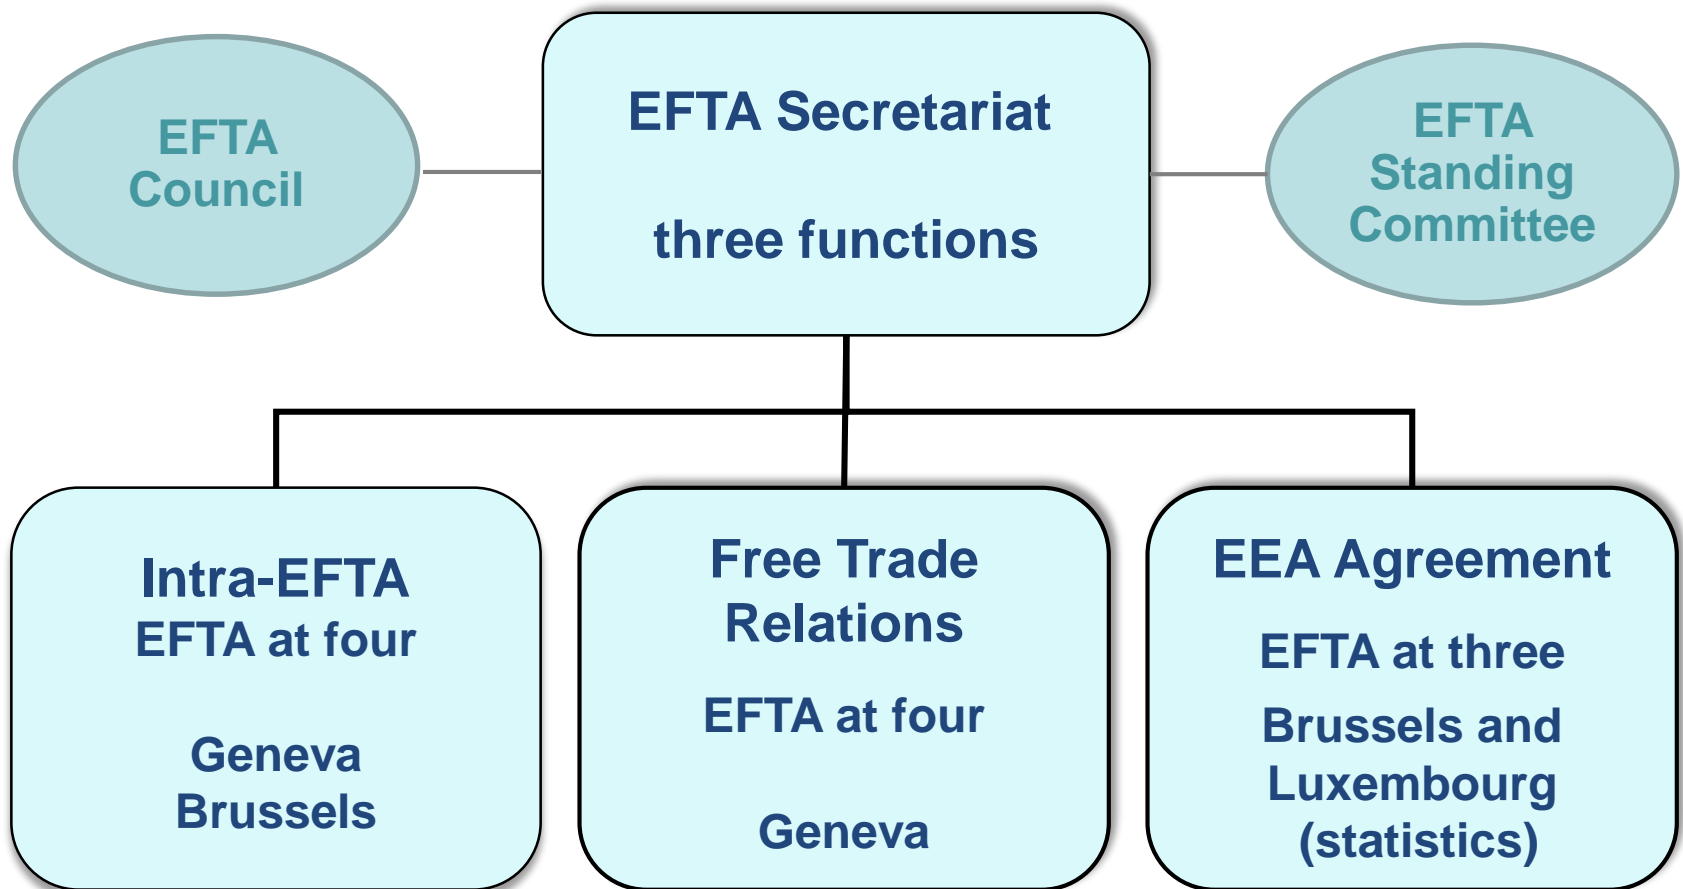 EFTA
Council
EFTA Secretariat
three functions
EFTA
Standing
Committee
Intra-EFTA
EFTA at four
Geneva
Brussels
Free Trade
Relations
EFTA at four
Geneva
EEA Agreement
EFTA at three
Brussels and
Luxembourg
(statistics)